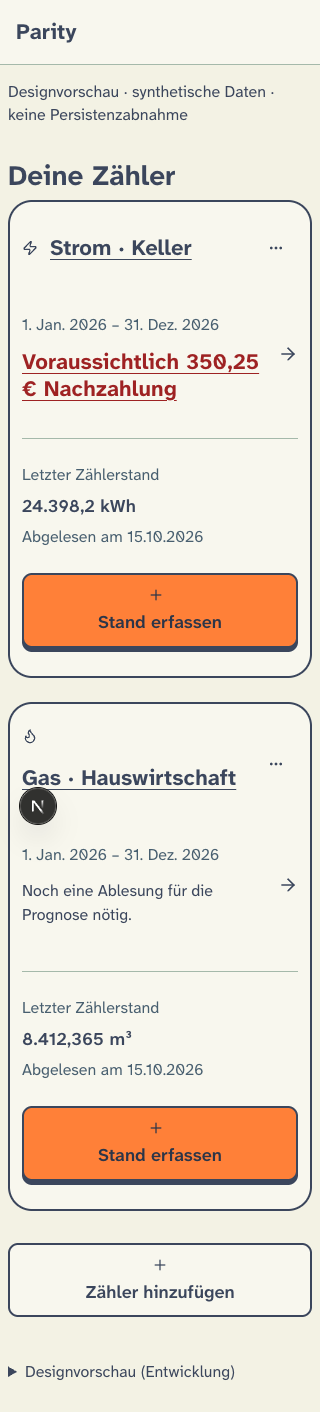 Parity
Designvorschau · synthetische Daten ·
keine Persistenzabnahme
Deine Zähler
Strom · Keller
1. Jan. 2026 – 31. Dez. 2026
Voraussichtlich 350,25
€ Nachzahlung
Letzter Zählerstand
24.398,2 kWh
Abgelesen am 15.10.2026
Stand erfassen
Gas · Hauswirtschaft
N
1. Jan. 2026 – 31. Dez. 2026
Noch eine Ablesung für die
Prognose nötig.
Letzter Zählerstand
8.412,365 m³
Abgelesen am 15.10.2026
Stand erfassen
Zähler hinzufügen
Designvorschau (Entwicklung)